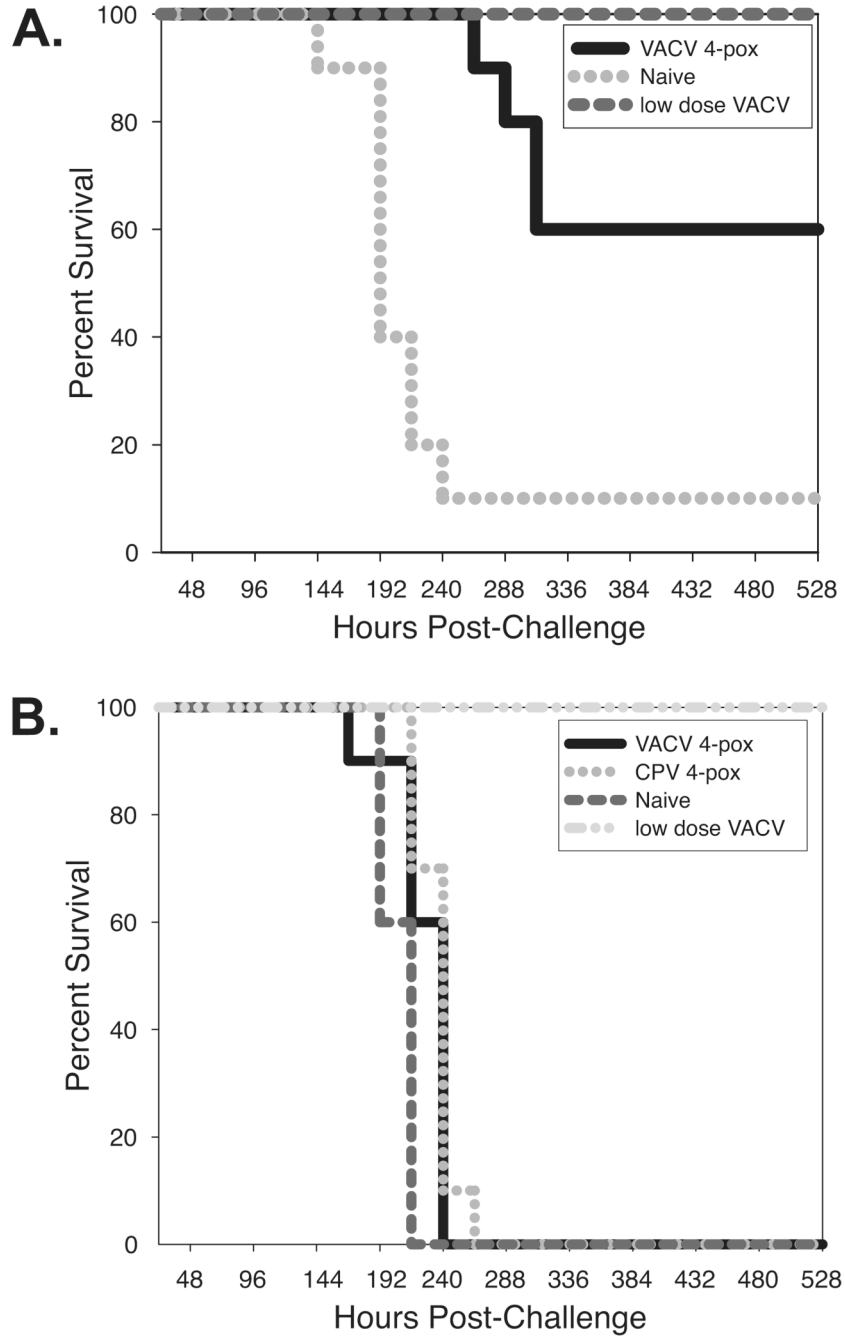 A.
100
80
60
40
20
0
Percent Survival
VACV 4-pox
Naive
low dose VACV
48 96 144 192 240 288 336 384 432 480 528
Hours Post-Challenge
B.
100
80
60
40
20
0
Percent Survival
VACV 4-pox
CPV 4-pox
Naive
low dose VACV
48 96 144 192 240 288 336 384 432 480 528
Hours Post-Challenge